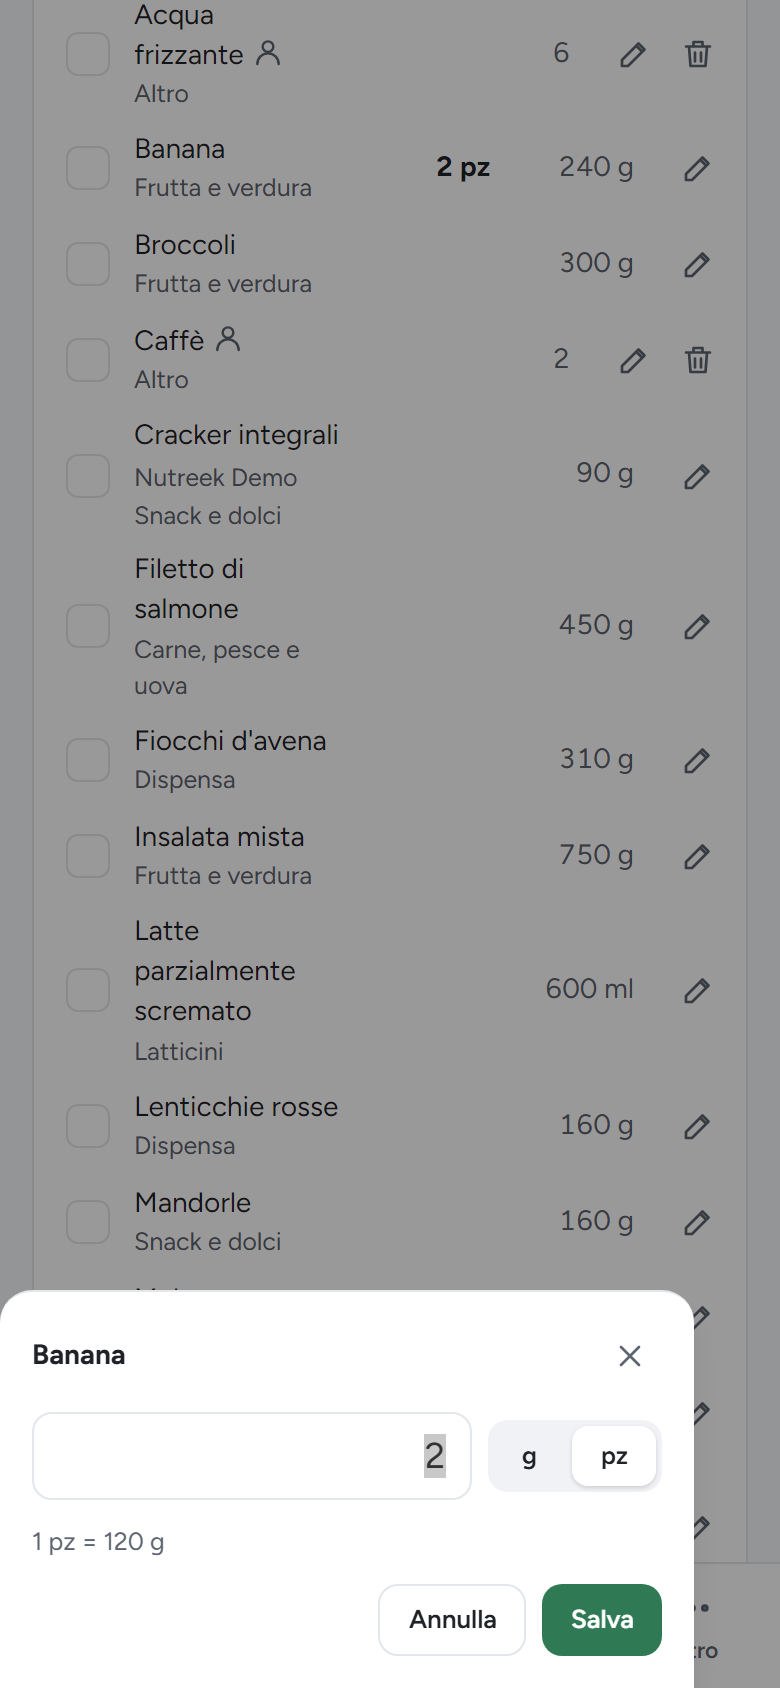 Acqua
frizzante 6
Altro
Banana 2 pz 240 g
Frutta e verdura
Broccoli 300 g
Frutta e verdura
Caffè 2
Altro
Cracker integrali
Nutreek Demo 90 g
Snack e dolci
Filetto di
salmone 450 g
Carne, pesce e
uova
Fiocchi d'avena 310 g
Dispensa
Insalata mista 750 g
Frutta e verdura
Latte
parzialmente 600 ml
scremato
Latticini
Lenticchie rosse 160 g
Dispensa
Mandorle 160 g
Snack e dolci
Banana
2 g pz
1 pz = 120 g
Annulla Salva